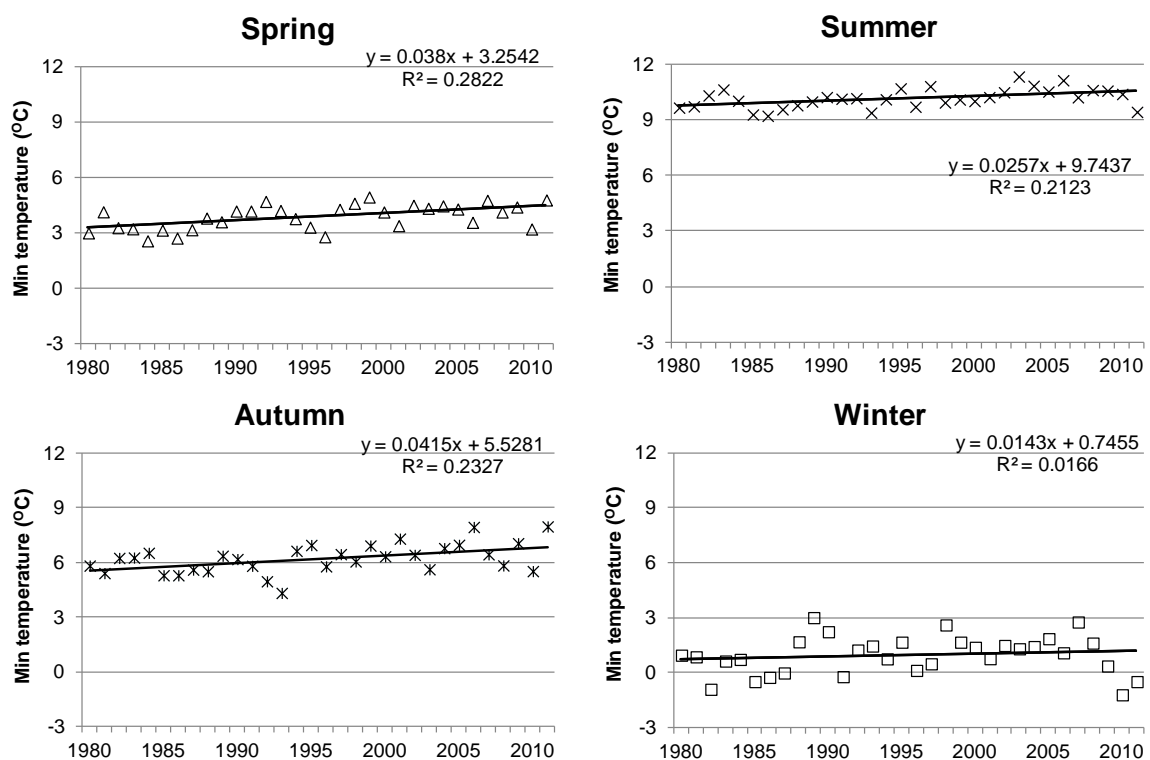 Spring
y = 0.038x + 3.2542
R² = 0.2822
Min temperature (ᴼC)
12
9
6
3
0
-3
1980 1985 1990 1995 2000 2005 2010
Summer
y = 0.0257x + 9.7437
R² = 0.2123
Min temperature (ᴼC)
12
9
6
3
0
-3
1980 1985 1990 1995 2000 2005 2010
Autumn
y = 0.0415x + 5.5281
R² = 0.2327
Min temperature (ᴼC)
12
9
6
3
0
-3
1980 1985 1990 1995 2000 2005 2010
Winter
y = 0.0143x + 0.7455
R² = 0.0166
Min temperature (ᴼC)
12
9
6
3
0
-3
1980 1985 1990 1995 2000 2005 2010